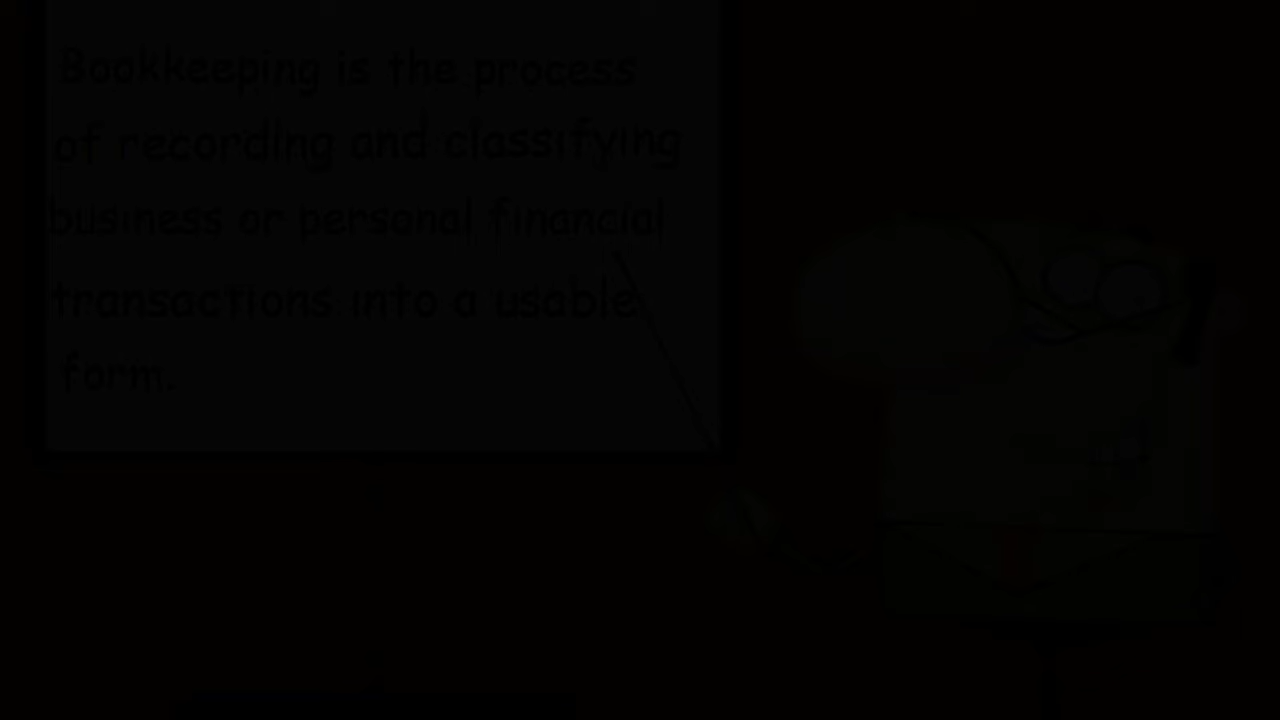 Bookkeeping is the process
of recording and classifying
business or personal financial
transactions into a usable
form.